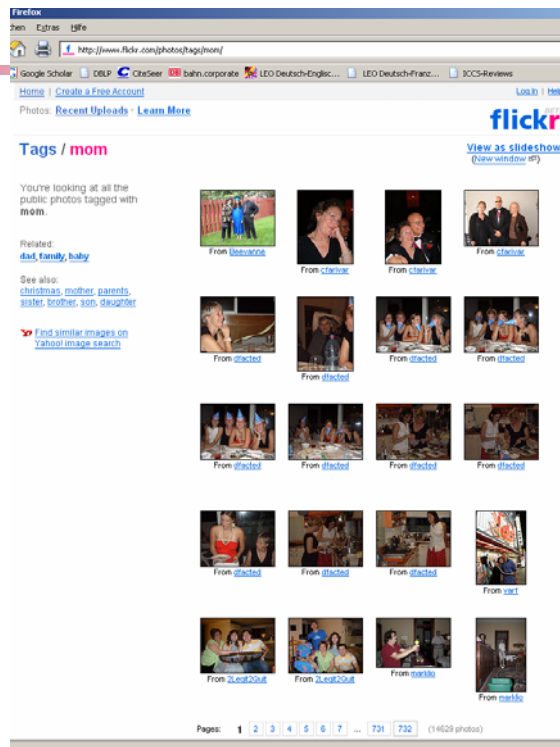 Firefox
hen Extras Hilfe
http://www.flickr.com/photos/tags/mom/
Google Scholar DBLP CiteSeer bahn.corporate LEO Deutsch-Englisc... LEO Deutsch-Franz... ICCS-Reviews
Home | Create a Free Account Log In | Help
Photos: Recent Uploads · Learn More
flickr
Tags / mom
View as slideshow
(New window)
You're looking at all the
public photos tagged with
mom.
Related:
dad, family, baby
See also:
christmas, mother, parents,
sister, brother, son, daughter
Find similar images on
Yahoo! image search
From Deevanne From cfarivar From cfarivar From cfarivar
From dfacted From dfacted From dfacted From dfacted
From dfacted From dfacted From dfacted From dfacted
From dfacted From dfacted From dfacted From vart
From 2Legit2Quit From 2Legit2Quit From marklio From marklio
Pages: 1 2 3 4 5 6 7 ... 731 732 (14629 photos)